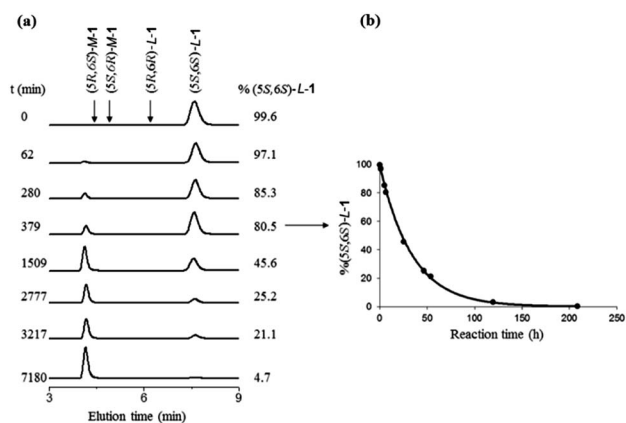 (a)
(b)
(5R,6S)-M-1
(5S,6R)-M-1
(5R,6R)-L-1
(5S,6S)-L-1
t (min)
% (5S,6S)-L-1
0 99.6
62 97.1
280 85.3
379 80.5
1509 45.6
2777 25.2
3217 21.1
7180 4.7
3 6 9
Elution time (min)
%(5S,6S)-L-1
100
80
60
40
20
0
0 50 100 150 200 250
Reaction time (h)